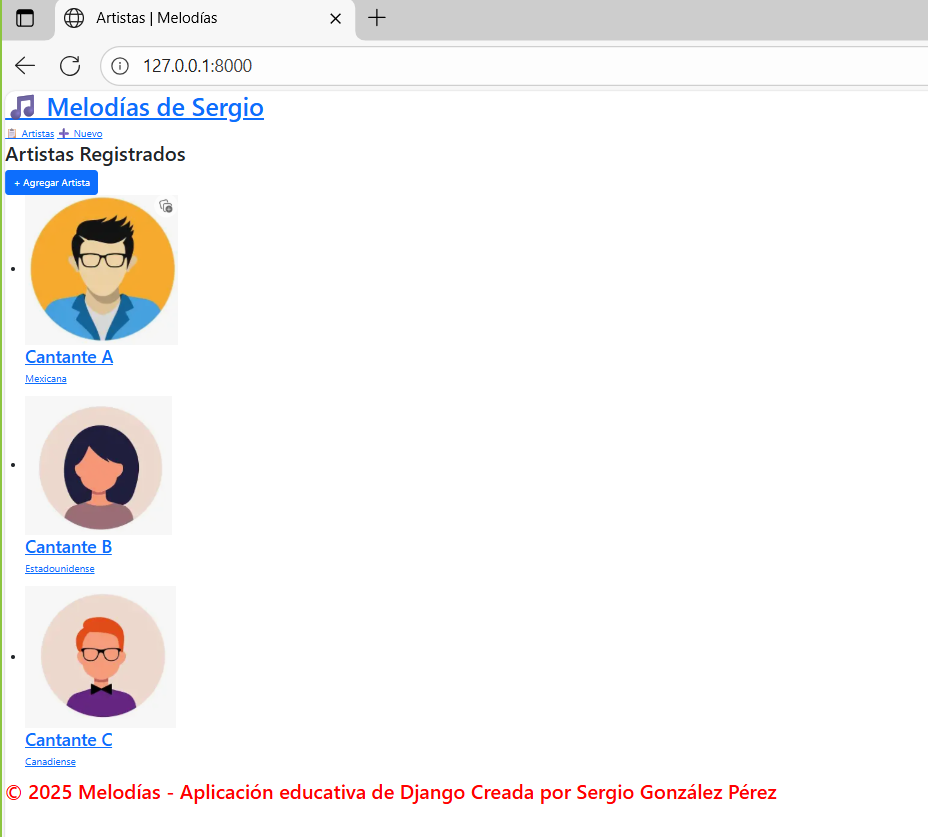 Artistas | Melodías
127.0.0.1:8000
Melodías de Sergio
Artistas Nuevo
Artistas Registrados
+ Agregar Artista
Cantante A
Mexicana
Cantante B
Estadounidense
Cantante C
Canadiense
© 2025 Melodías - Aplicación educativa de Django Creada por Sergio González Pérez